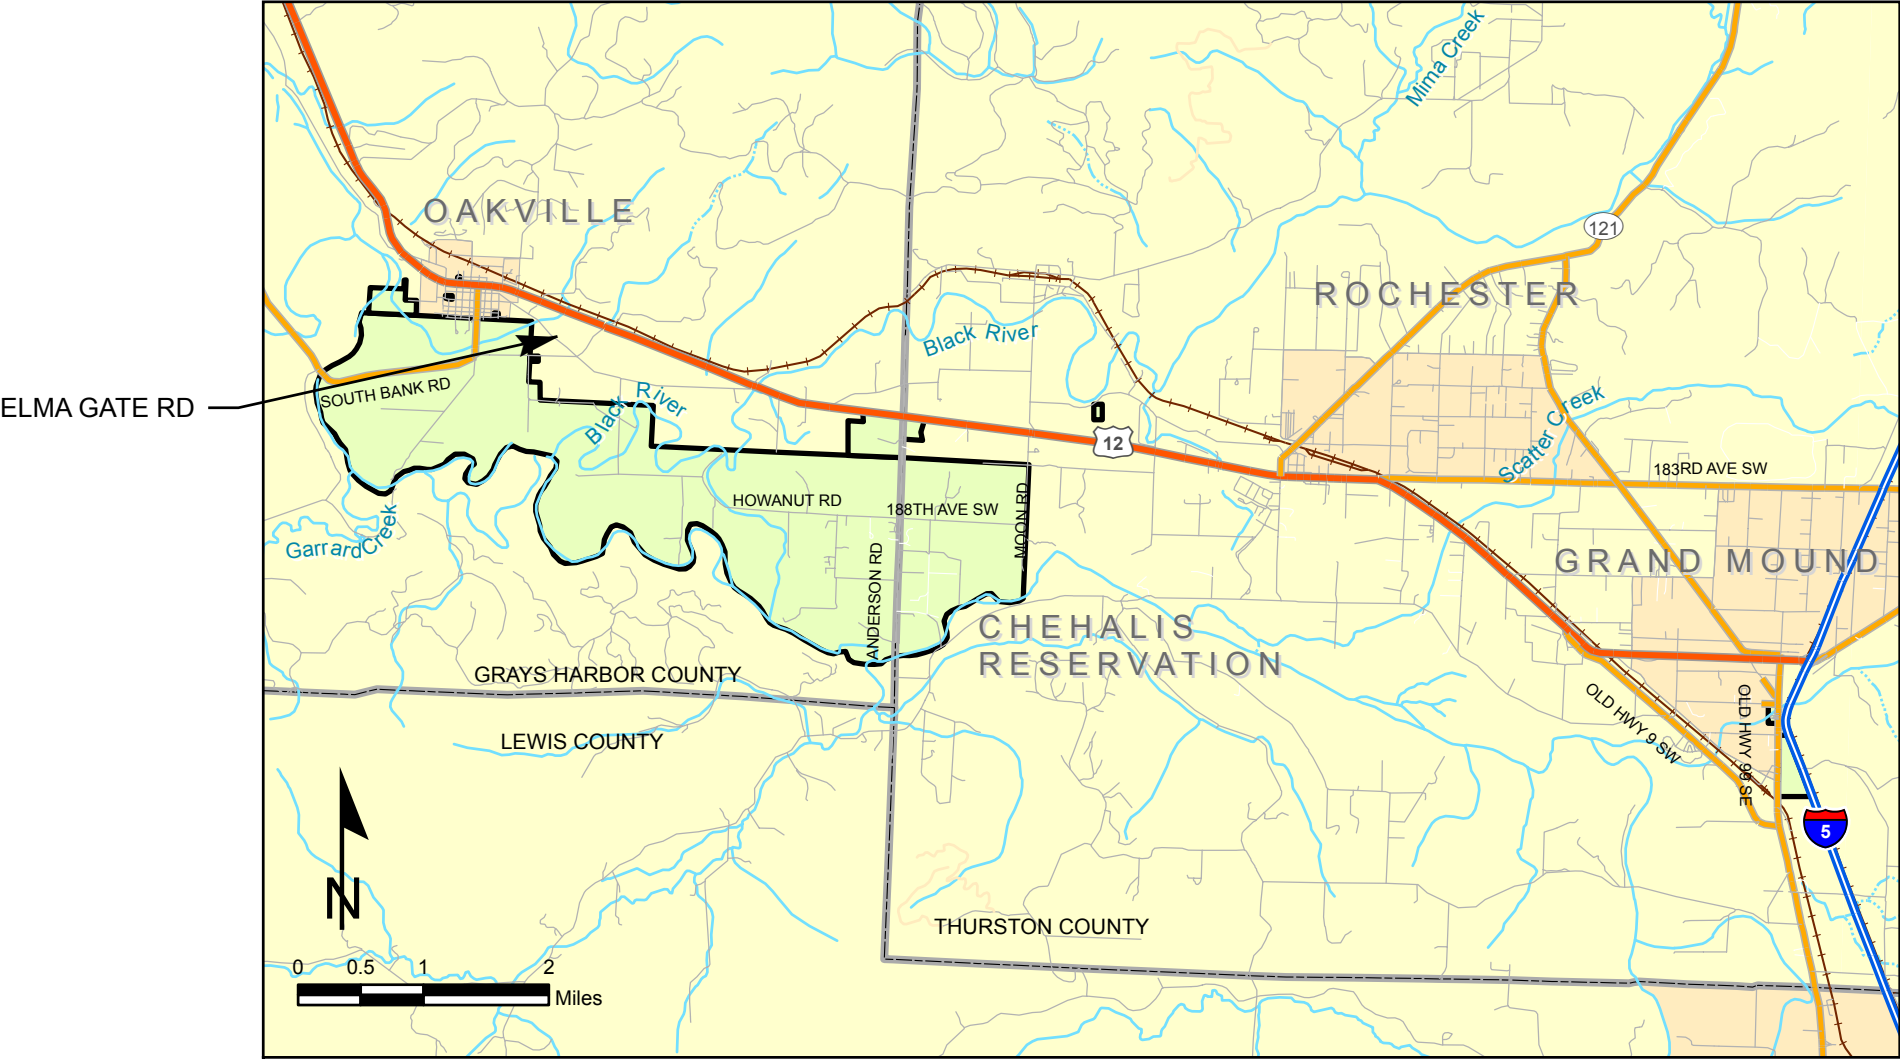 Mima Creek
OAKVILLE
121
ROCHESTER
Black River
ELMA GATE RD
SOUTH BANK RD
Black River
Scatter Creek
12
183RD AVE SW
HOWANUT RD
188TH AVE SW
MOON RD
Garrard Creek
ANDERSON RD
GRAND MOUND
CHEHALIS
RESERVATION
GRAYS HARBOR COUNTY
LEWIS COUNTY
OLD HWY 9 SW
OLD HWY 99 SE
5
N
THURSTON COUNTY
0 0.5 1 2
Miles